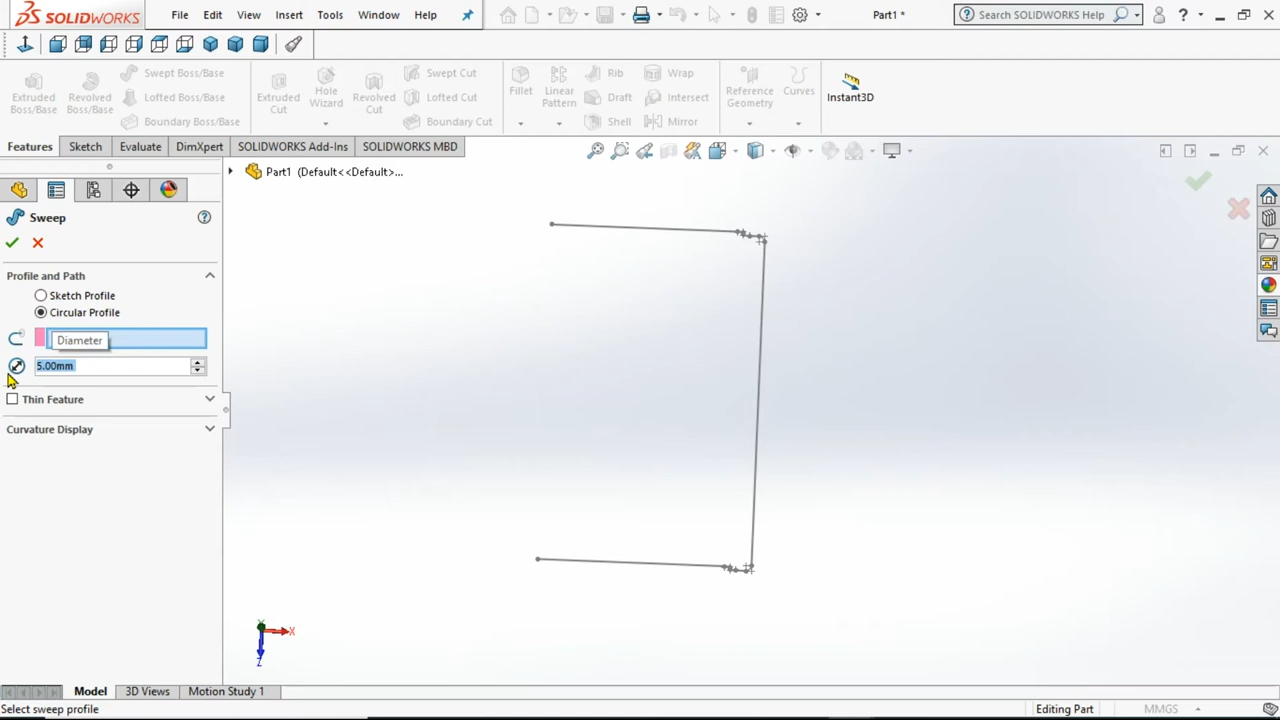 SOLIDWORKS File Edit View Insert Tools Window Help Part1 * Search SOLIDWORKS Help ?
Extruded Boss/Base
Revolved Boss/Base
Swept Boss/Base
Lofted Boss/Base
Boundary Boss/Base
Extruded Cut
Hole Wizard
Revolved Cut
Swept Cut
Lofted Cut
Boundary Cut
Fillet
Linear Pattern
Rib
Draft
Shell
Wrap
Intersect
Mirror
Reference Geometry
Curves
Instant3D
Features Sketch Evaluate DimXpert SOLIDWORKS Add-Ins SOLIDWORKS MBD
Part1 (Default<<Default>...
Sweep ?
Profile and Path
Sketch Profile
Circular Profile
Diameter
5.00mm
Thin Feature
Curvature Display
Y
X
Z
Model 3D Views Motion Study 1
Select sweep profile Editing Part MMGS